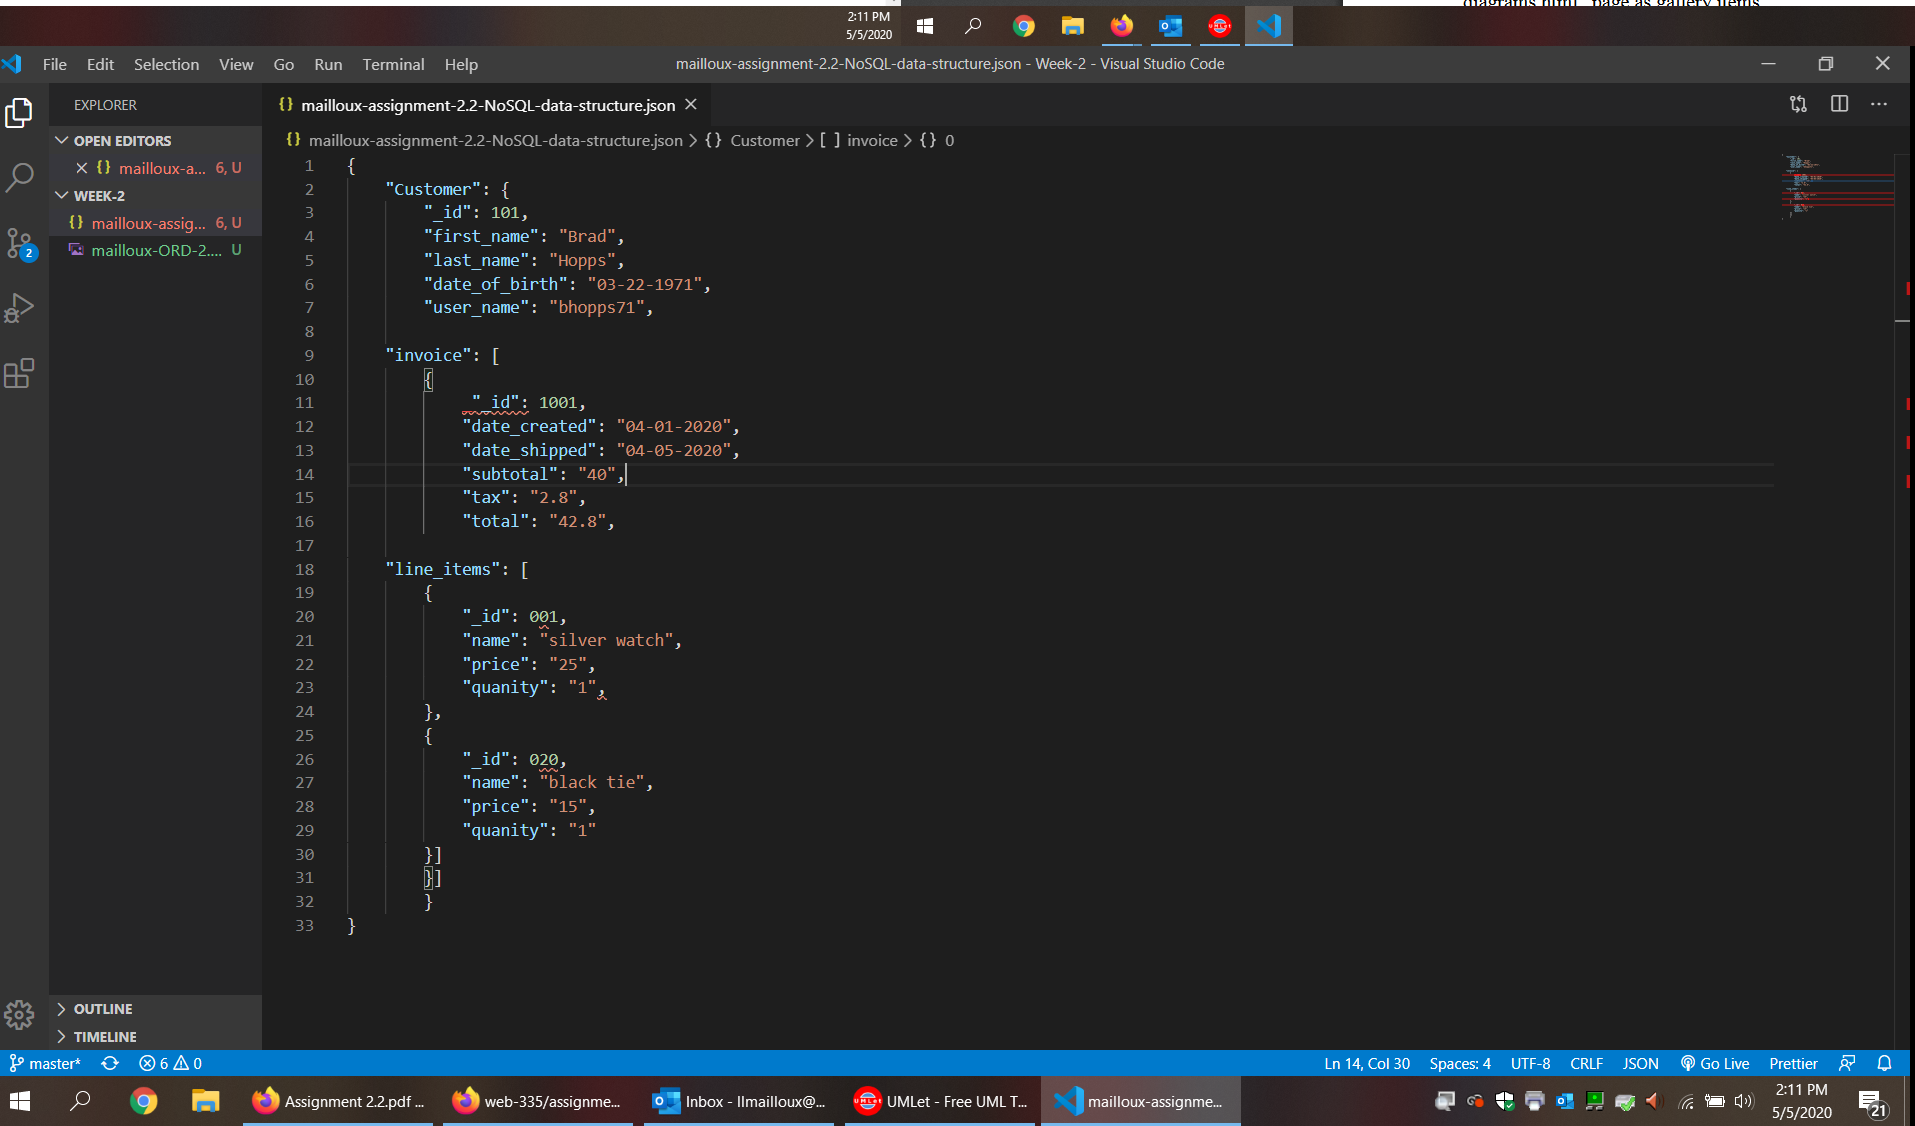 diagrams.html, page as gallery items
2:11 PM
5/5/2020
File Edit Selection View Go Run Terminal Help
mailloux-assignment-2.2-NoSQL-data-structure.json - Week-2 - Visual Studio Code
EXPLORER
{} mailloux-assignment-2.2-NoSQL-data-structure.json
OPEN EDITORS
{} mailloux-a... 6, U
WEEK-2
{} mailloux-assig... 6, U
mailloux-ORD-2.... U
2
{} mailloux-assignment-2.2-NoSQL-data-structure.json > {} Customer > [ ] invoice > {} 0
1 {
2 "Customer": {
3 "_id": 101,
4 "first_name": "Brad",
5 "last_name": "Hopps",
6 "date_of_birth": "03-22-1971",
7 "user_name": "bhopps71",
8
9 "invoice": [
10 {
11 "_id": 1001,
12 "date_created": "04-01-2020",
13 "date_shipped": "04-05-2020",
14 "subtotal": "40",
15 "tax": "2.8",
16 "total": "42.8",
17
18 "line_items": [
19 {
20 "_id": 001,
21 "name": "silver watch",
22 "price": "25",
23 "quanity": "1",
24 },
25 {
26 "_id": 020,
27 "name": "black tie",
28 "price": "15",
29 "quanity": "1"
30 }]
31 }]
32 }
33 }
OUTLINE
TIMELINE
master* 6 0
Ln 14, Col 30 Spaces: 4 UTF-8 CRLF JSON Go Live Prettier
Assignment 2.2.pdf ... web-335/assignme... Inbox - llmailloux@... UMLet UMLet - Free UML T... mailloux-assignme...
2:11 PM
5/5/2020
21